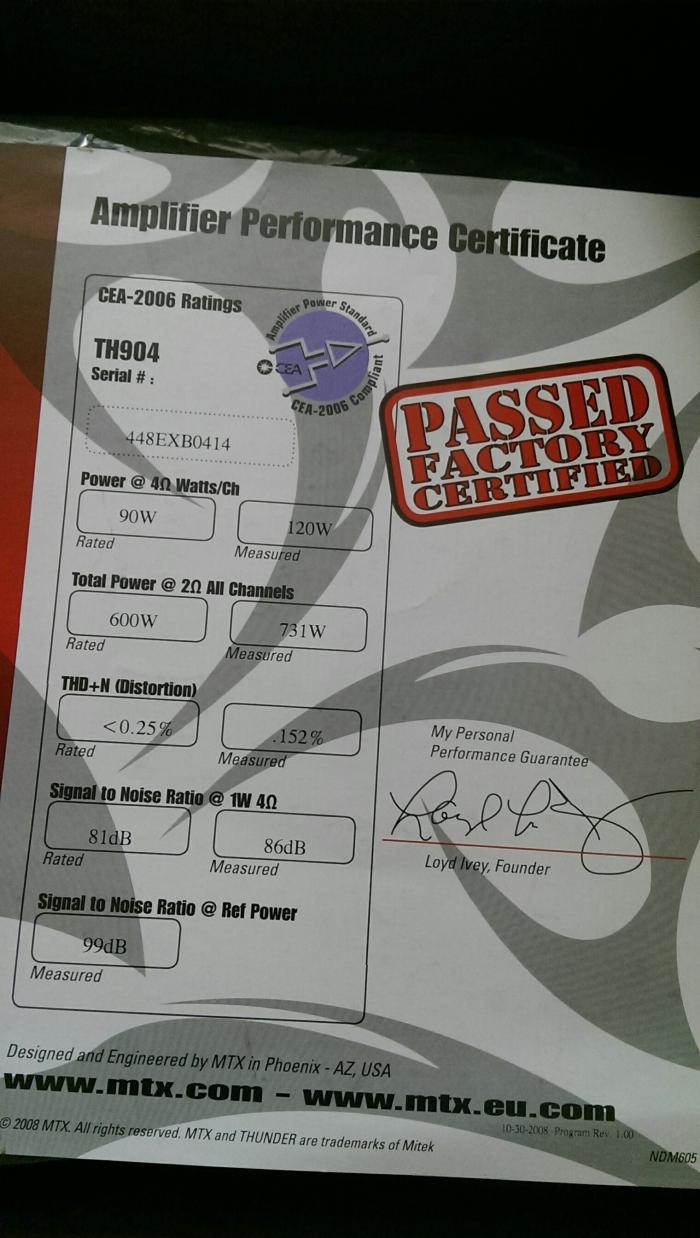 Amplifier Performance Certificate
CEA-2006 Ratings
Amplifier Power Standard
CEA
CEA-2006 Compliant
TH904
Serial # :
448EXB0414
PASSED
FACTORY
CERTIFIED
Power @ 4Ω Watts/Ch
90W 120W
Rated Measured
Total Power @ 2Ω All Channels
600W 731W
Rated Measured
THD+N (Distortion)
<0.25% .152%
Rated Measured
Signal to Noise Ratio @ 1W 4Ω
81dB 86dB
Rated Measured
Signal to Noise Ratio @ Ref Power
99dB
Measured
My Personal
Performance Guarantee
Loyd Ivey, Founder
Designed and Engineered by MTX in Phoenix - AZ, USA
www.mtx.com - www.mtx.eu.com
10-30-2008 Program Rev. 1.00
© 2008 MTX. All rights reserved. MTX and THUNDER are trademarks of Mitek
NDM605